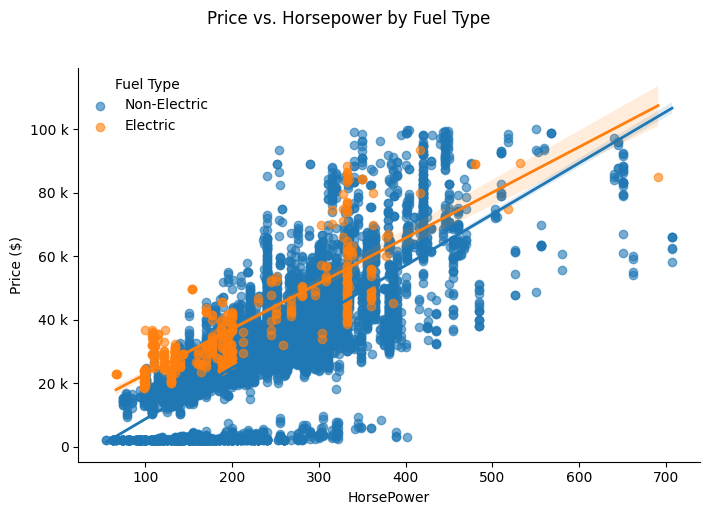 Price vs. Horsepower by Fuel Type
Fuel Type
Non-Electric
Electric
100 k
80 k
60 k
40 k
20 k
0
Price ($)
100 200 300 400 500 600 700
HorsePower